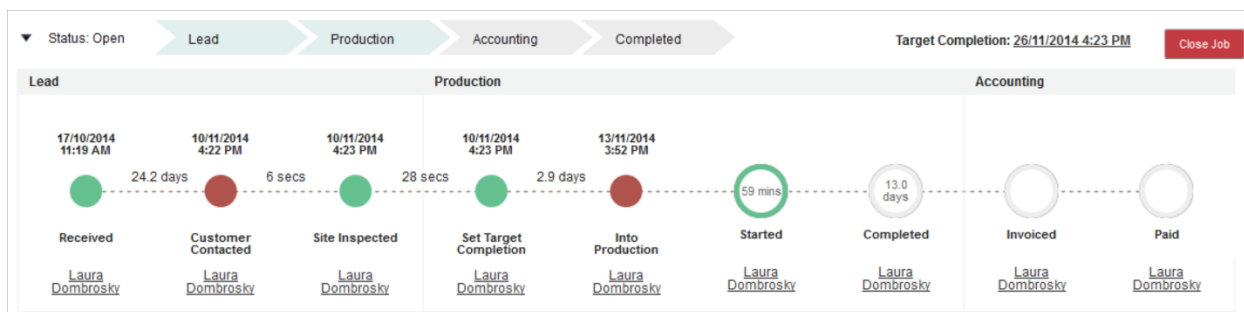 Status: Open Lead Production Accounting Completed Target Completion: 26/11/2014 4:23 PM Close Job
Lead Production Accounting
17/10/2014 10/11/2014 10/11/2014 10/11/2014 13/11/2014
11:19 AM 4:22 PM 4:23 PM 4:23 PM 3:52 PM
24.2 days 6 secs 28 secs 2.9 days
59 mins 13.0
days
Received Customer Site Inspected Set Target Into Started Completed Invoiced Paid
Contacted Completion Production
Laura Laura Laura Laura Laura Laura Laura Laura Laura
Dombrosky Dombrosky Dombrosky Dombrosky Dombrosky Dombrosky Dombrosky Dombrosky Dombrosky